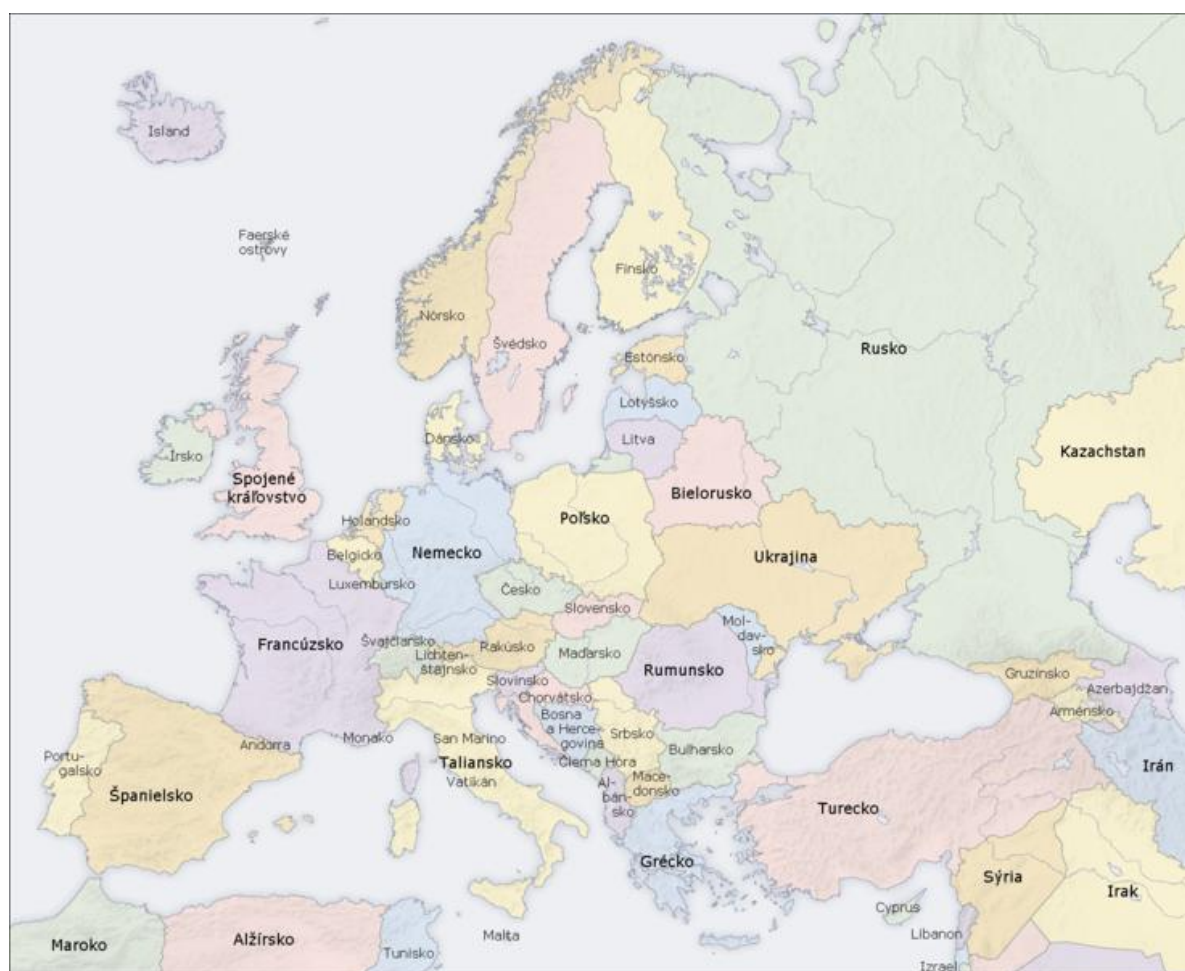 Island
Faerské
ostrovy
Nórsko
Švédsko
Fínsko
Rusko
Estónsko
Lotyšsko
Litva
Dánsko
Írsko
Spojené
kráľovstvo
Bielorusko
Kazachstan
Holandsko
Belgicko
Luxembursko
Nemecko
Poľsko
Ukrajina
Česko
Slovensko
Francúzsko
Švajčiarsko
Lichten-
štajnsko
Rakúsko
Maďarsko
Mol-
davsko
Rumunsko
Slovinsko
Chorvátsko
Bosna
a Herce-
govina
Srbsko
Gruzínsko
Azerbajdžan
Arménsko
Portu-
galsko
Španielsko
Andorra
Monako
San Marino
Taliansko
Vatikán
Čierna Hora
Bulharsko
Al-
bán-
sko
Mace-
dónsko
Grécko
Turecko
Irán
Sýria
Irak
Cyprus
Libanon
Izrael
Maroko
Alžírsko
Tunisko
Malta